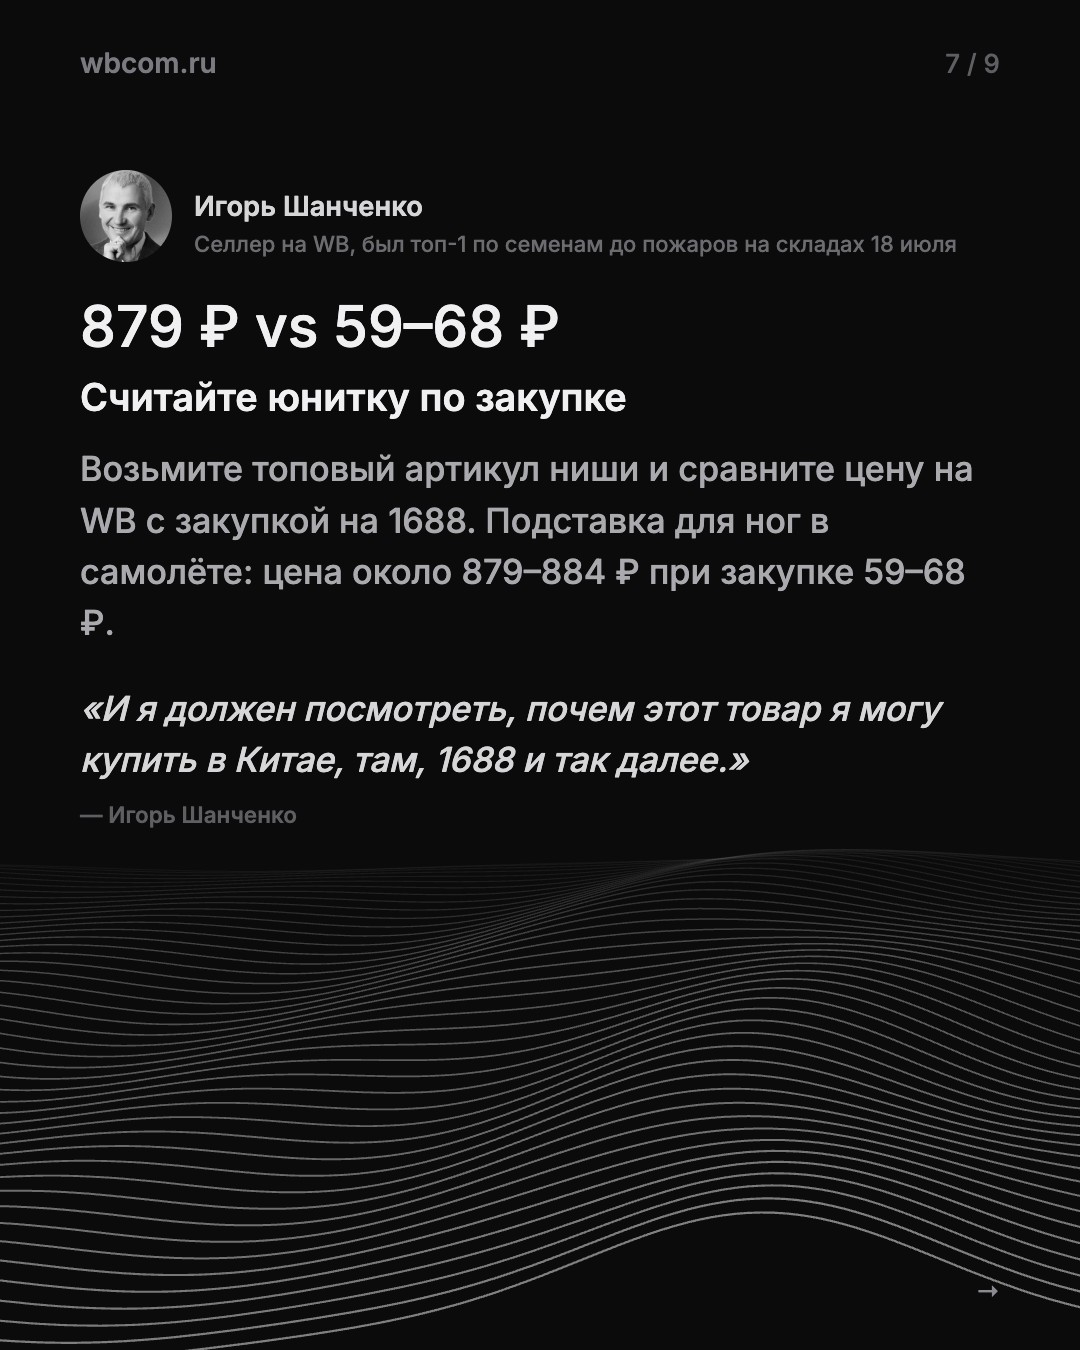 wbcom.ru
7 / 9
Игорь Шанченко
Селлер на WB, был топ-1 по семенам до пожаров на складах 18 июля
879 ₽ vs 59–68 ₽
Считайте юнитку по закупке
Возьмите топовый артикул ниши и сравните цену на
WB с закупкой на 1688. Подставка для ног в
самолёте: цена около 879–884 ₽ при закупке 59–68
₽.
«И я должен посмотреть, почем этот товар я могу
купить в Китае, там, 1688 и так далее.»
— Игорь Шанченко
→